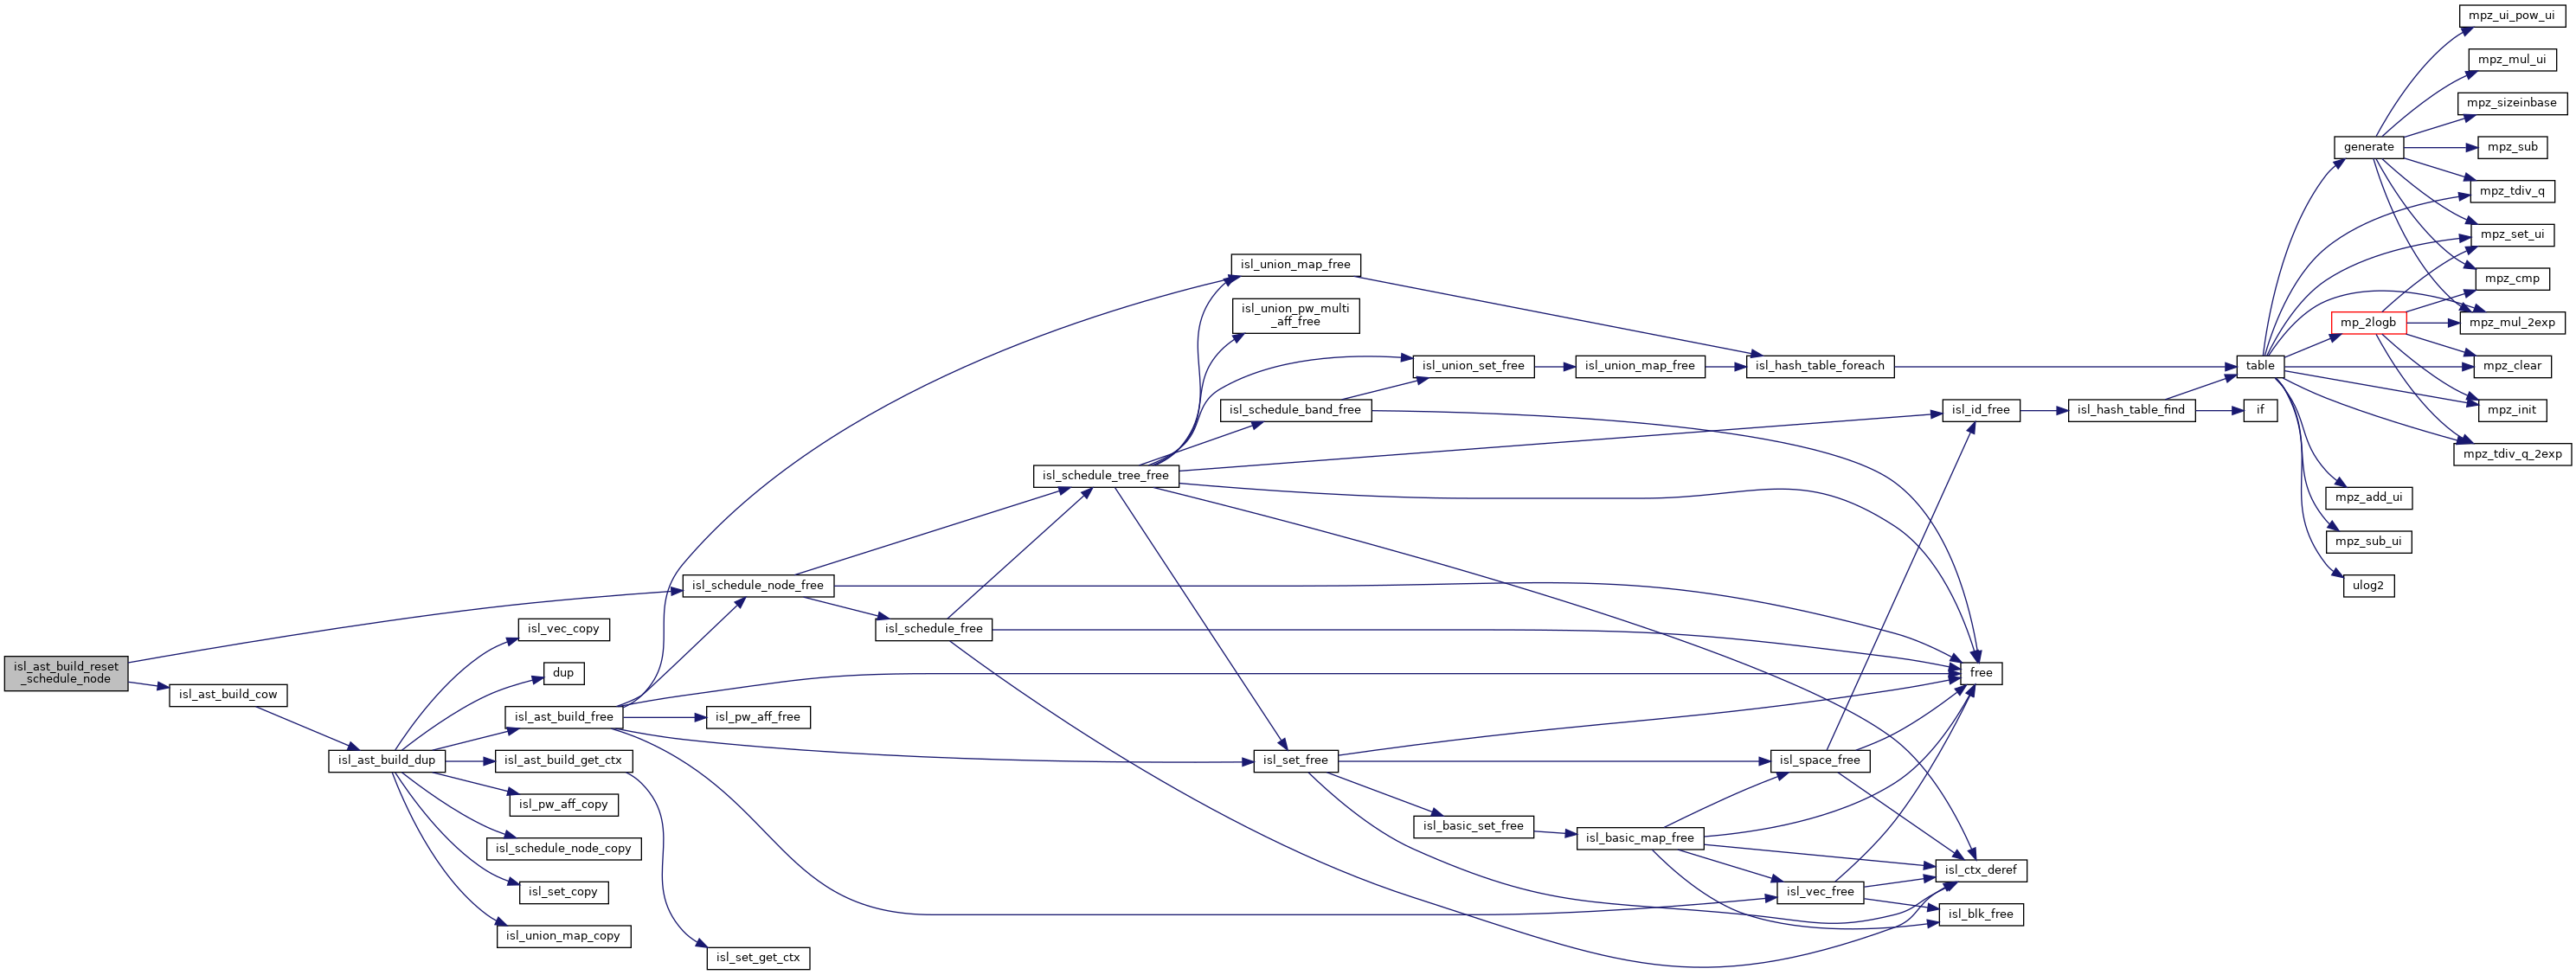 isl_ast_build_reset
_schedule_node
isl_ast_build_cow
isl_ast_build_dup
isl_vec_copy
dup
isl_ast_build_free
isl_ast_build_get_ctx
isl_pw_aff_copy
isl_schedule_node_copy
isl_set_copy
isl_union_map_copy
isl_schedule_node_free
isl_pw_aff_free
isl_set_get_ctx
isl_schedule_free
isl_schedule_tree_free
isl_union_map_free
isl_union_pw_multi
_aff_free
isl_schedule_band_free
isl_set_free
isl_union_set_free
isl_basic_set_free
isl_union_map_free
isl_basic_map_free
isl_hash_table_foreach
isl_space_free
isl_vec_free
isl_id_free
free
isl_ctx_deref
isl_blk_free
isl_hash_table_find
table
if
generate
mp_2logb
mpz_add_ui
mpz_sub_ui
ulog2
mpz_ui_pow_ui
mpz_mul_ui
mpz_sizeinbase
mpz_sub
mpz_tdiv_q
mpz_set_ui
mpz_cmp
mpz_mul_2exp
mpz_clear
mpz_init
mpz_tdiv_q_2exp